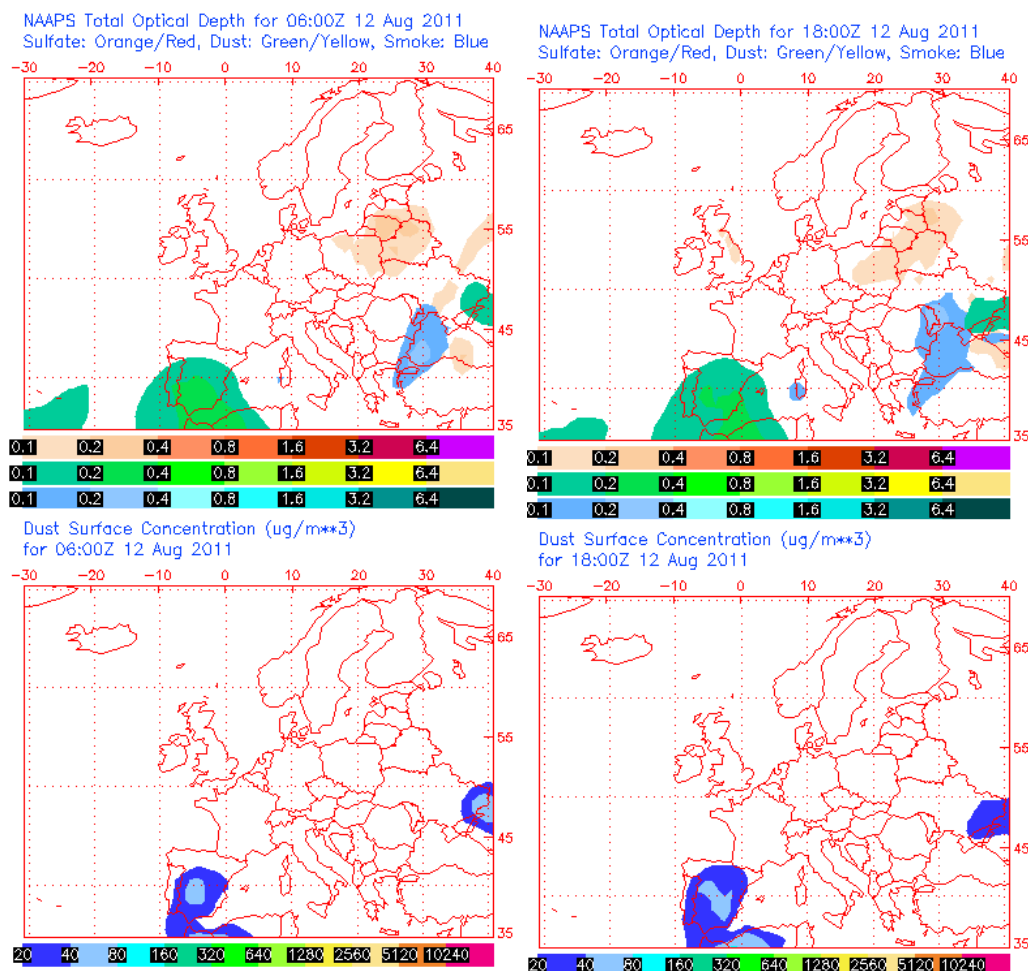 NAAPS Total Optical Depth for 06:00Z 12 Aug 2011
Sulfate: Orange/Red, Dust: Green/Yellow, Smoke: Blue
-30 -20 -10 0 10 20 30 40
65
55
45
35
0.1 0.2 0.4 0.8 1.6 3.2 6.4
0.1 0.2 0.4 0.8 1.6 3.2 6.4
0.1 0.2 0.4 0.8 1.6 3.2 6.4
NAAPS Total Optical Depth for 18:00Z 12 Aug 2011
Sulfate: Orange/Red, Dust: Green/Yellow, Smoke: Blue
-30 -20 -10 0 10 20 30 40
65
55
45
35
0.1 0.2 0.4 0.8 1.6 3.2 6.4
0.1 0.2 0.4 0.8 1.6 3.2 6.4
0.1 0.2 0.4 0.8 1.6 3.2 6.4
Dust Surface Concentration (ug/m**3)
for 06:00Z 12 Aug 2011
-30 -20 -10 0 10 20 30 40
65
55
45
35
20 40 80 160 320 640 1280 2560 5120 10240
Dust Surface Concentration (ug/m**3)
for 18:00Z 12 Aug 2011
-30 -20 -10 0 10 20 30 40
65
55
45
35
20 40 80 160 320 640 1280 2560 5120 10240